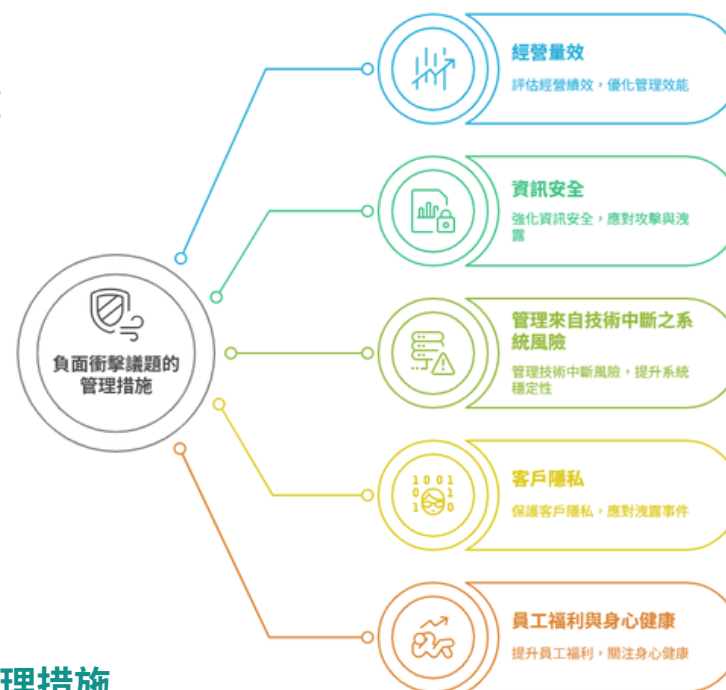 經營量效
評估經營績效，優化管理效能
資訊安全
強化資訊安全，應對攻擊與洩
露
負面衝擊議題的
管理措施
管理來自技術中斷之系
統風險
管理技術中斷風險，提升系統
穩定性
1001
0 1
1 0
客戶隱私
保護客戶隱私，應對洩露事件
員工福利與身心健康
提升員工福利，關注身心健康
理措施